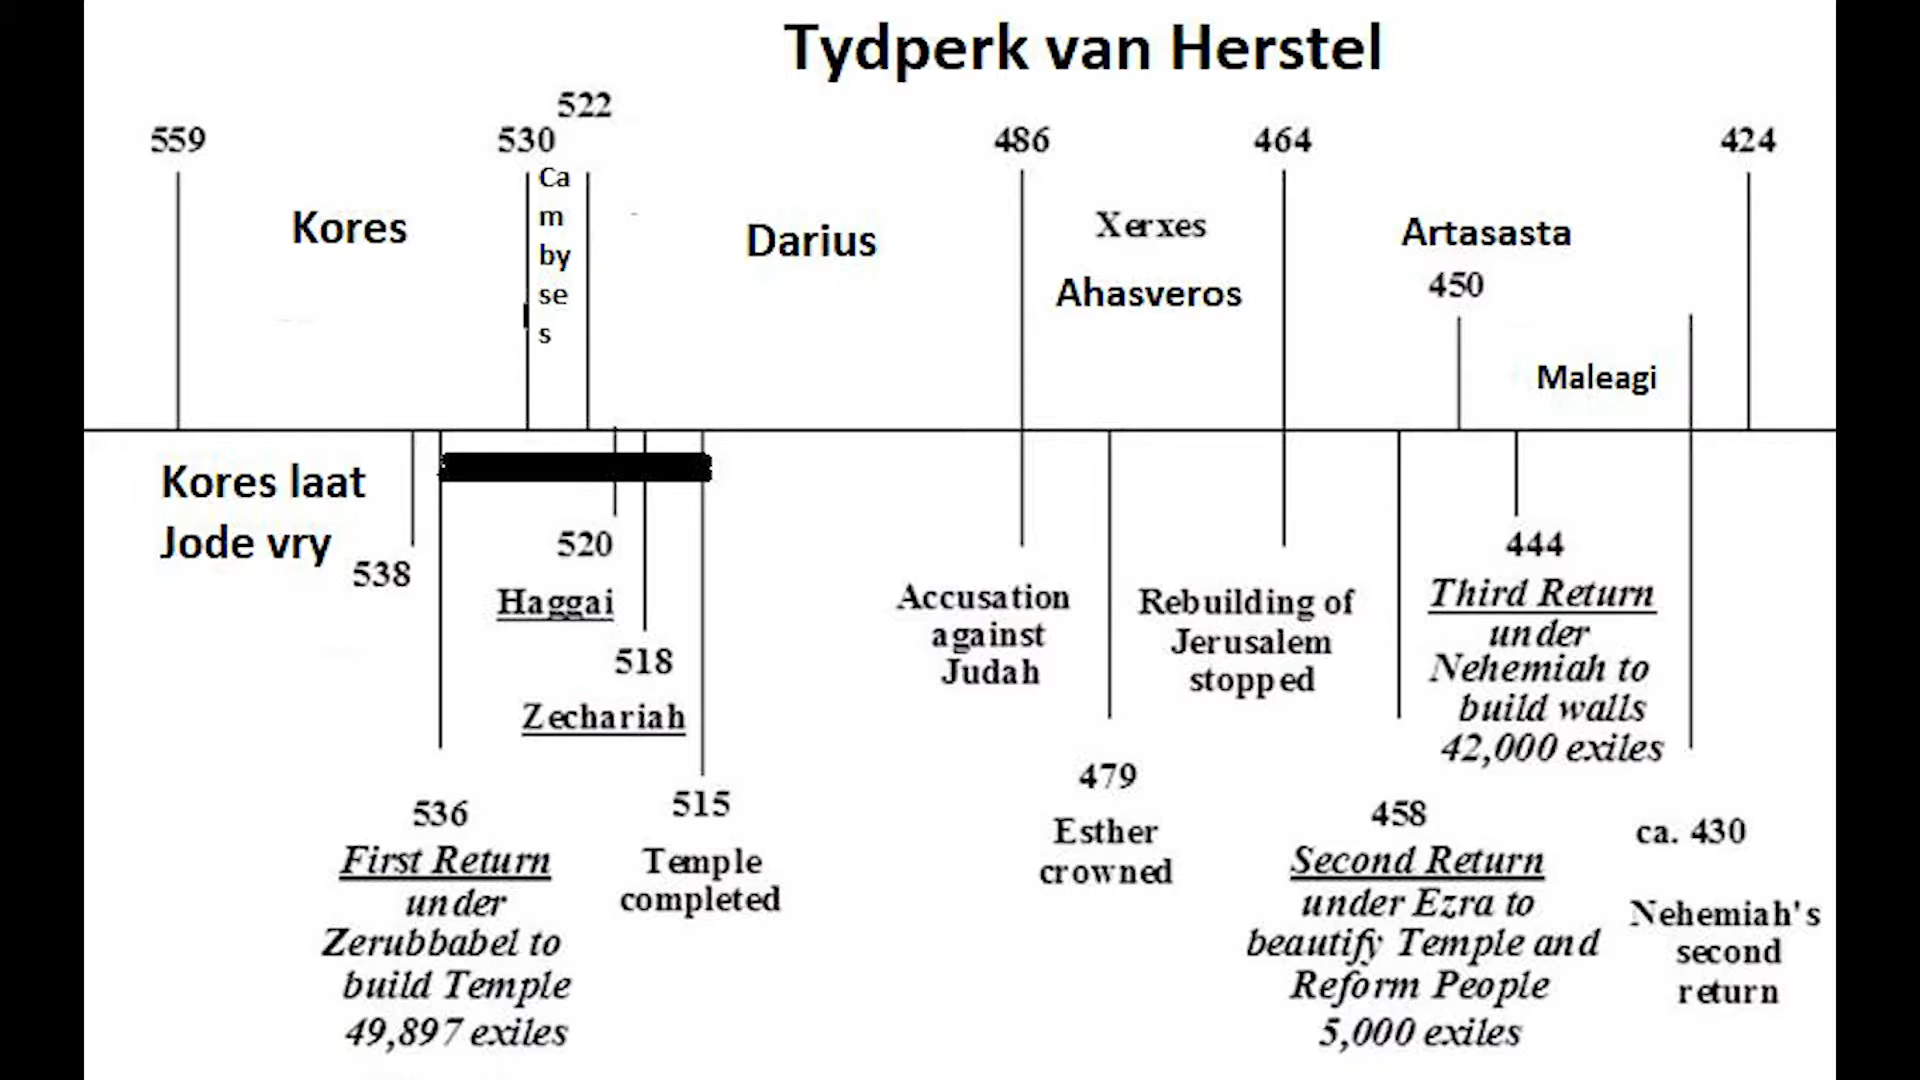 Tydperk van Herstel
522
559
530
486
464
424
Ca
m
by
se
s
Kores
Darius
Xerxes
Ahasveros
Artasasta
450
Maleagi
Kores laat
Jode vry
538
520
Haggai
518
Zechariah
536
First Return
under
Zerubbabel to
build Temple
49,897 exiles
515
Temple
completed
Accusation
against
Judah
479
Esther
crowned
Rebuilding of
Jerusalem
stopped
458
Second Return
under Ezra to
beautify Temple and
Reform People
5,000 exiles
444
Third Return
under
Nehemiah to
build walls
42,000 exiles
ca. 430
Nehemiah's
second
return